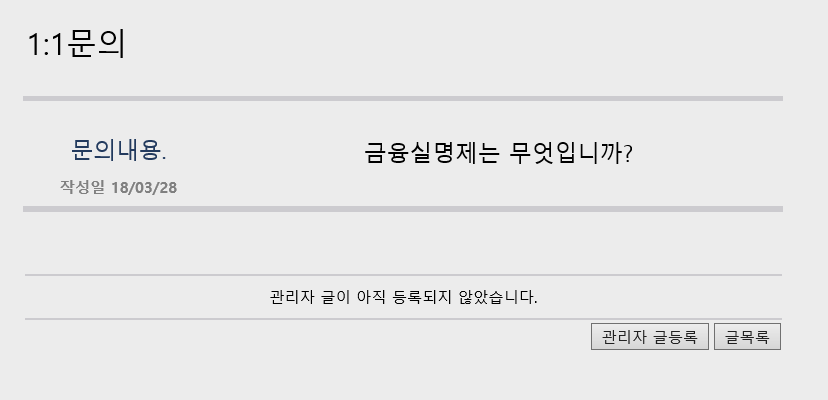 1:1문의
문의내용.
금융실명제는 무엇입니까?
작성일 18/03/28
관리자 글이 아직 등록되지 않았습니다.
관리자 글등록
글목록